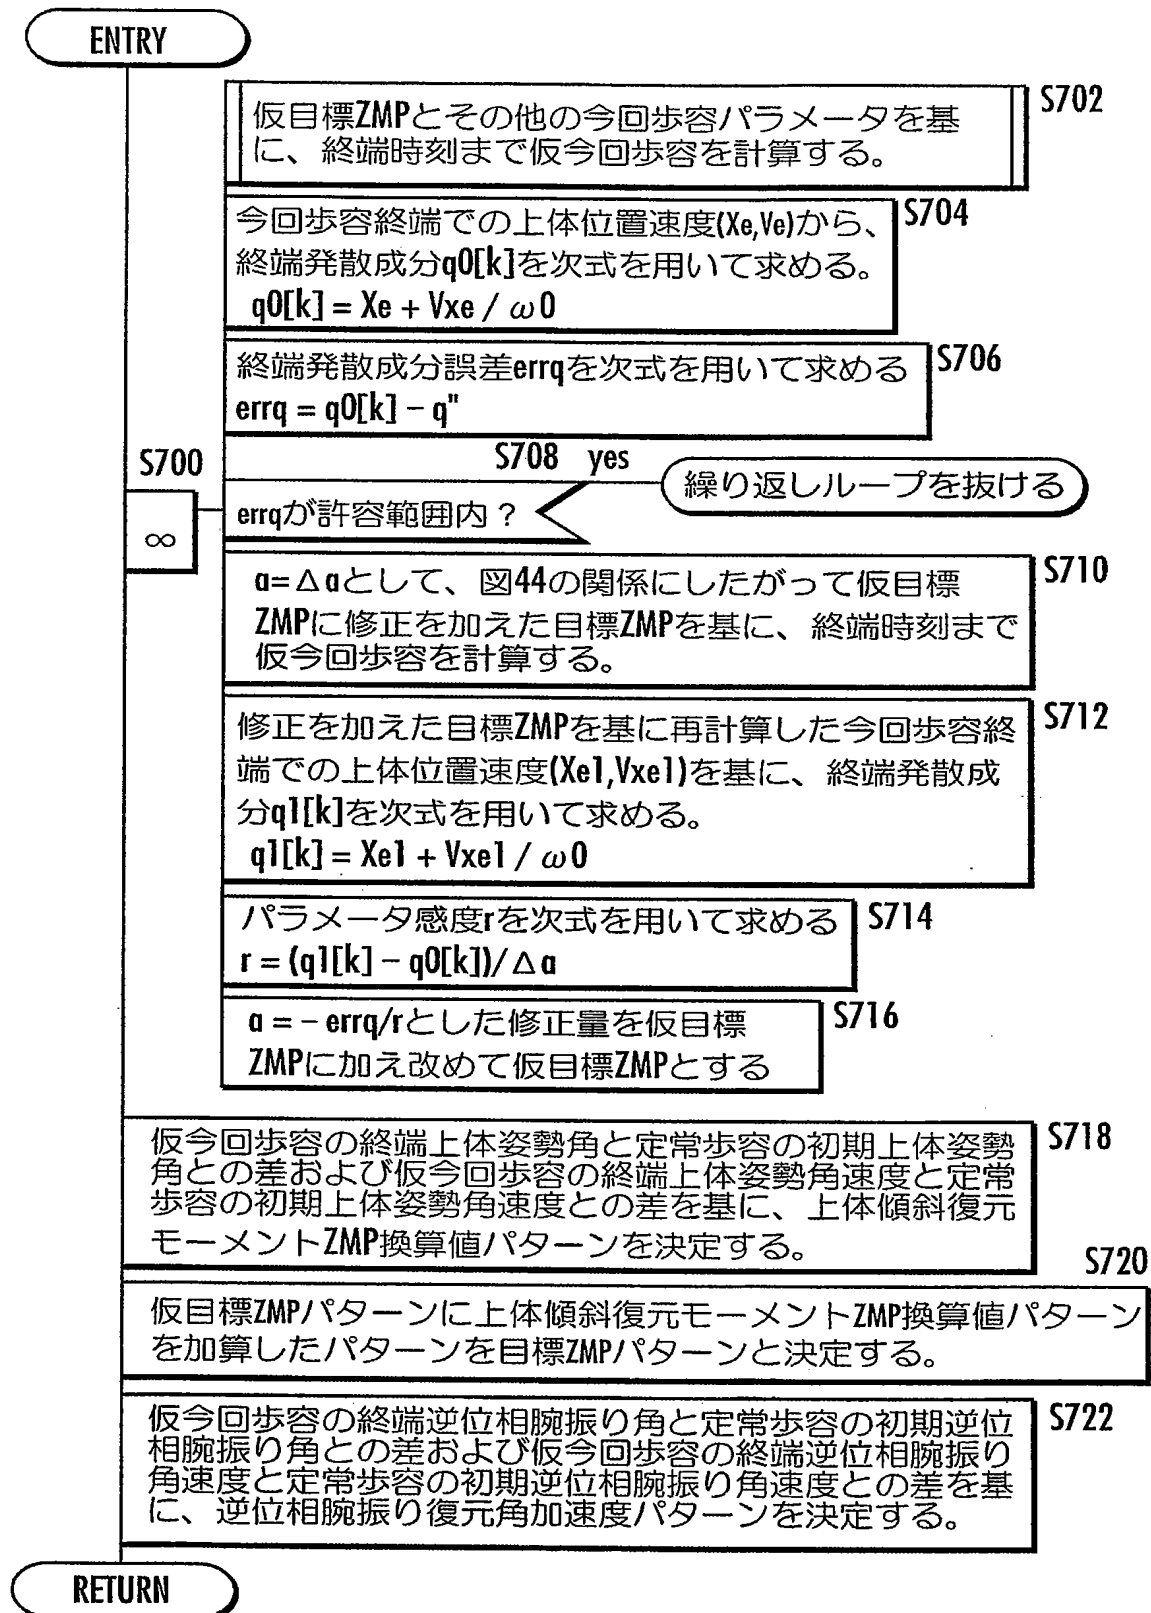 ENTRY
S702
仮目標ZMPとその他の今回歩容パラメータを基
に、終端時刻まで仮今回歩容を計算する。
S704
今回歩容終端での上体位置速度(Xe,Ve)から、
終端発散成分q0[k]を次式を用いて求める。
q0[k] = Xe + Vxe / ω0
S706
終端発散成分誤差errqを次式を用いて求める
errq = q0[k] − q"
S700
∞
S708 yes
errqが許容範囲内？
繰り返しループを抜ける
S710
a=Δaとして、図44の関係にしたがって仮目標
ZMPに修正を加えた目標ZMPを基に、終端時刻まで
仮今回歩容を計算する。
S712
修正を加えた目標ZMPを基に再計算した今回歩容終
端での上体位置速度(Xe1,Vxe1)を基に、終端発散成
分q1[k]を次式を用いて求める。
q1[k] = Xe1 + Vxe1 / ω0
S714
パラメータ感度rを次式を用いて求める
r = (q1[k] − q0[k])/Δa
S716
a = − errq/rとした修正量を仮目標
ZMPに加え改めて仮目標ZMPとする
S718
仮今回歩容の終端上体姿勢角と定常歩容の初期上体姿勢
角との差および仮今回歩容の終端上体姿勢角速度と定常
歩容の初期上体姿勢角速度との差を基に、上体傾斜復元
モーメントZMP換算値パターンを決定する。
S720
仮目標ZMPパターンに上体傾斜復元モーメントZMP換算値パターン
を加算したパターンを目標ZMPパターンと決定する。
S722
仮今回歩容の終端逆位相腕振り角と定常歩容の初期逆位
相腕振り角との差および仮今回歩容の終端逆位相腕振り
角速度と定常歩容の初期逆位相腕振り角速度との差を基
に、逆位相腕振り復元角加速度パターンを決定する。
RETURN